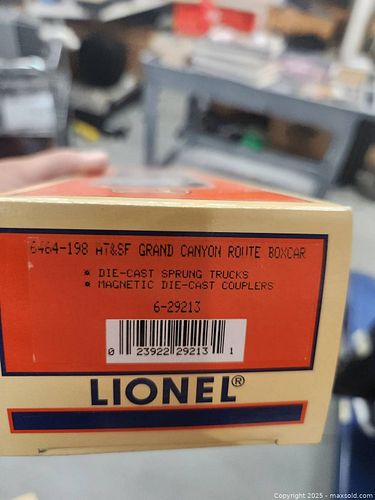 6464-198 AT&SF GRAND CANYON ROUTE BOXCAR
* DIE-CAST SPRUNG TRUCKS
* MAGNETIC DIE-CAST COUPLERS
6-29213
0 23922 29213 1
LIONEL®
Copyright 2025 - maxsold.com